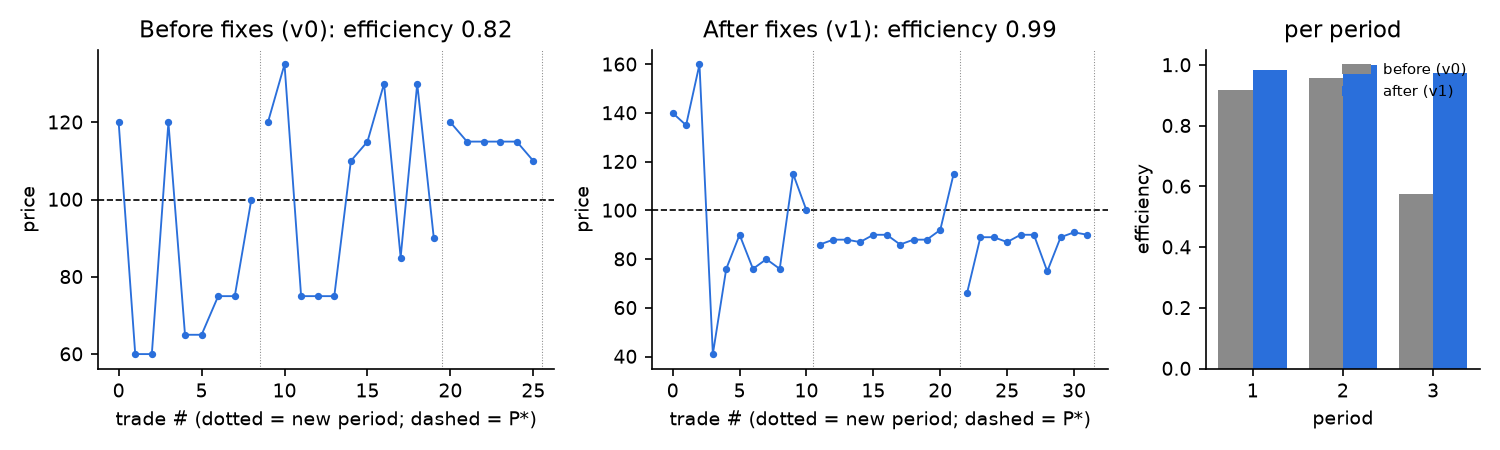 Before fixes (v0): efficiency 0.82
price
120
100
80
60
0 5 10 15 20 25
trade # (dotted = new period; dashed = P*)
After fixes (v1): efficiency 0.99
price
160
140
120
100
80
60
40
0 5 10 15 20 25 30
trade # (dotted = new period; dashed = P*)
per period
efficiency
1.0
0.8
0.6
0.4
0.2
0.0
before (v0)
after (v1)
1 2 3
period